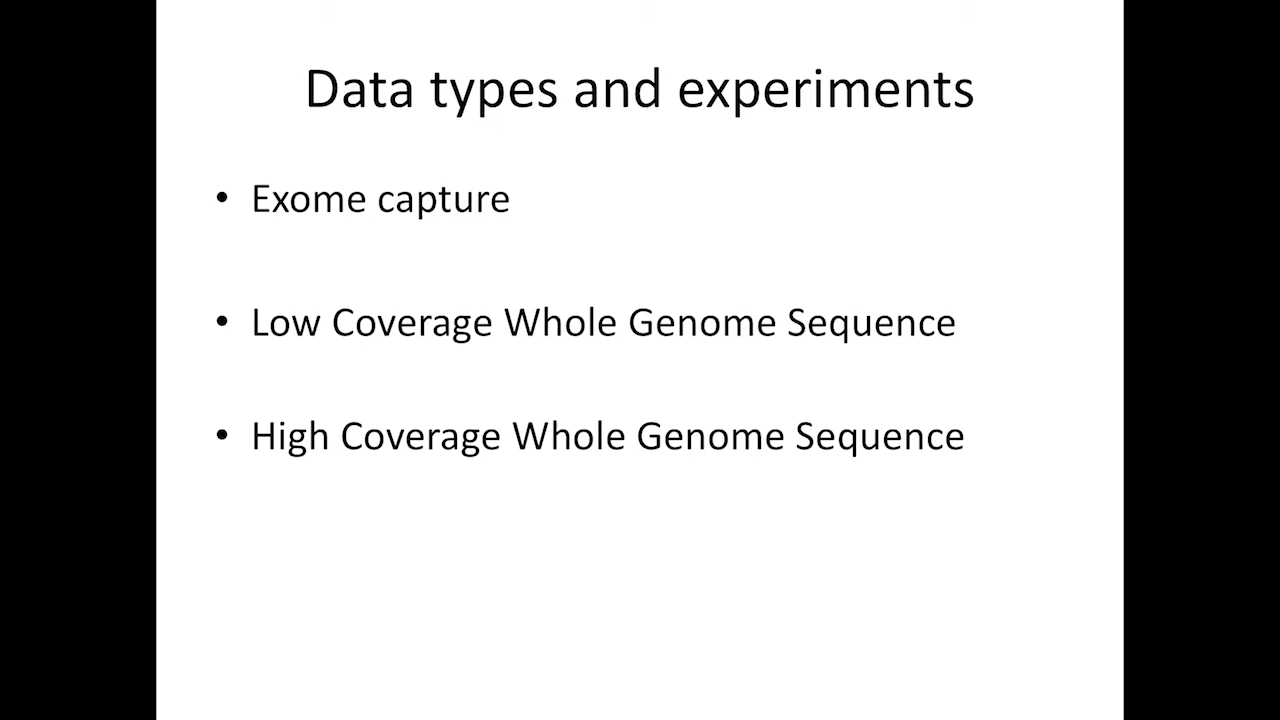 Data types and experiments
• Exome capture
• Low Coverage Whole Genome Sequence
• High Coverage Whole Genome Sequence